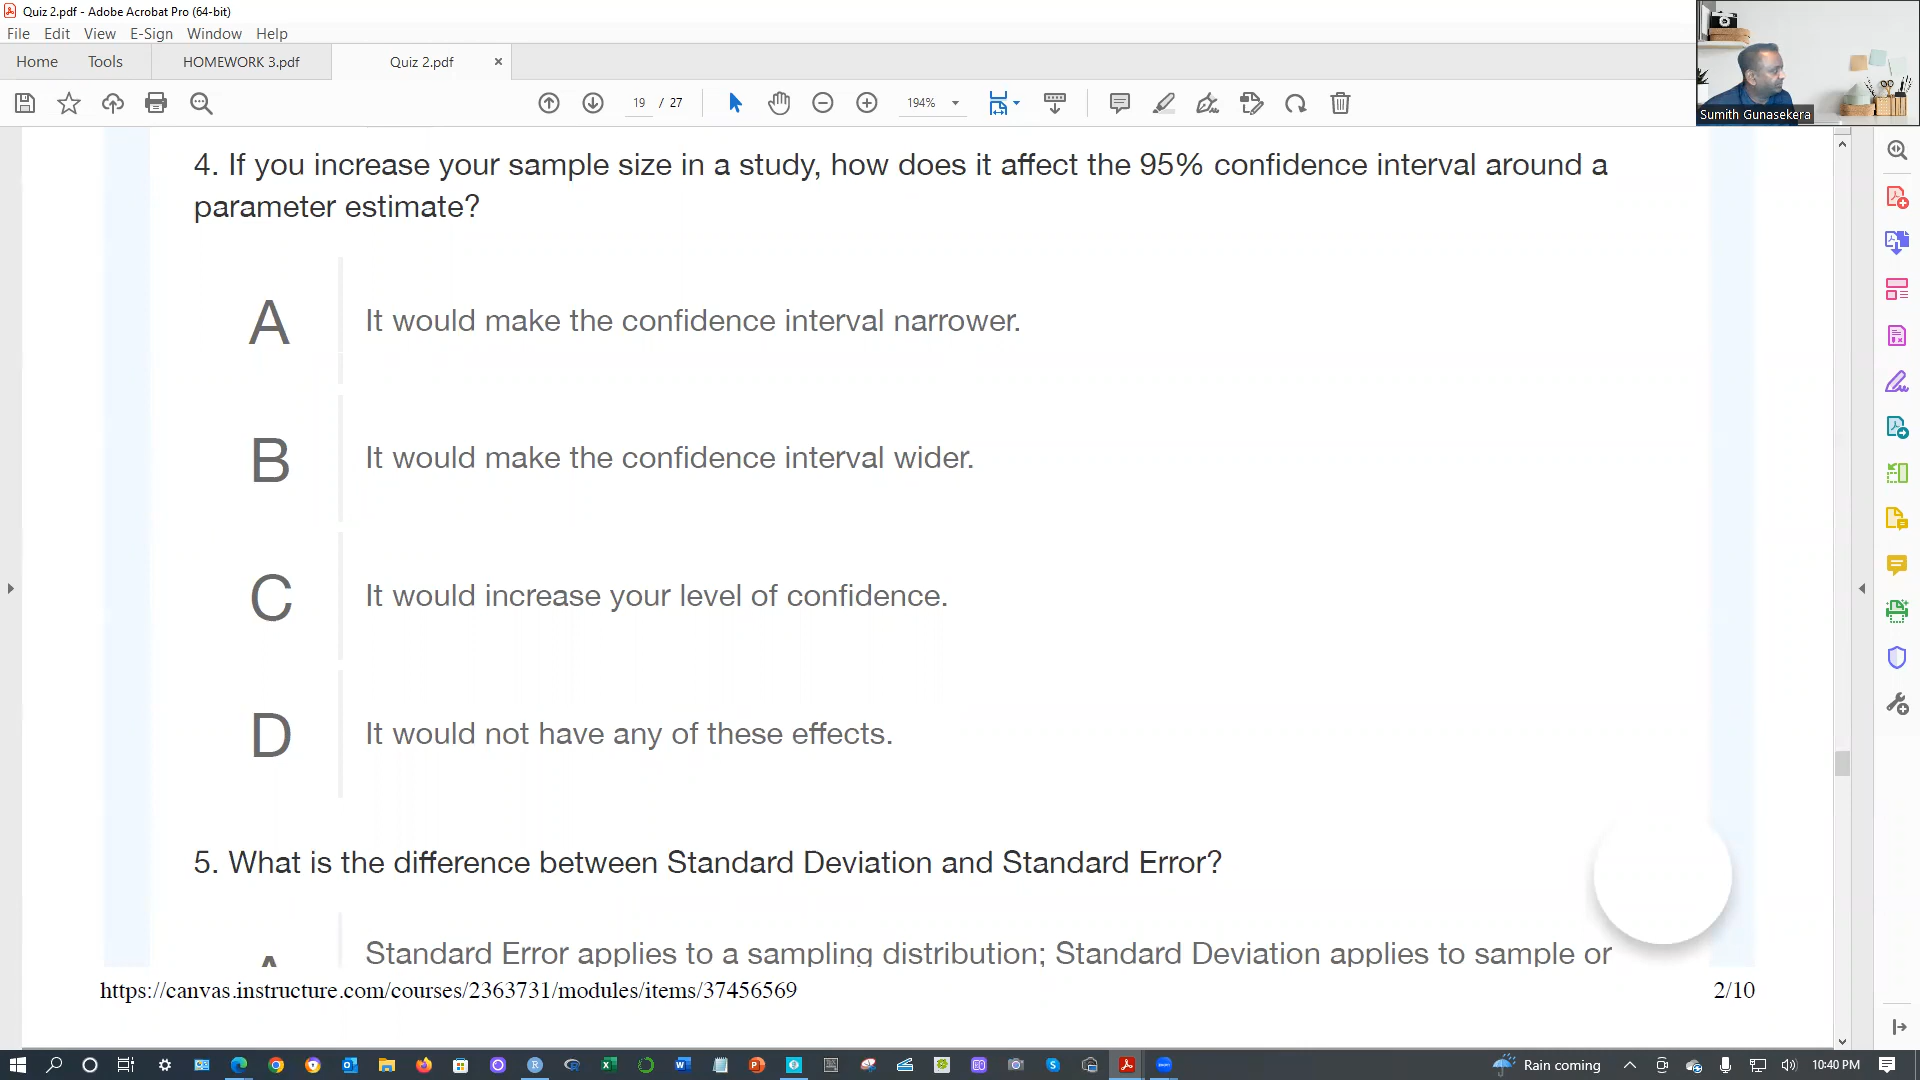 Quiz 2.pdf - Adobe Acrobat Pro (64-bit)
File Edit View E-Sign Window Help
Home Tools HOMEWORK 3.pdf Quiz 2.pdf ×
19 / 27 194%
Sumith Gunasekera
4. If you increase your sample size in a study, how does it affect the 95% confidence interval around a
parameter estimate?
A It would make the confidence interval narrower.
B It would make the confidence interval wider.
C It would increase your level of confidence.
D It would not have any of these effects.
5. What is the difference between Standard Deviation and Standard Error?
A Standard Error applies to a sampling distribution; Standard Deviation applies to sample or
https://canvas.instructure.com/courses/2363731/modules/items/37456569 2/10
Rain coming 10:40 PM